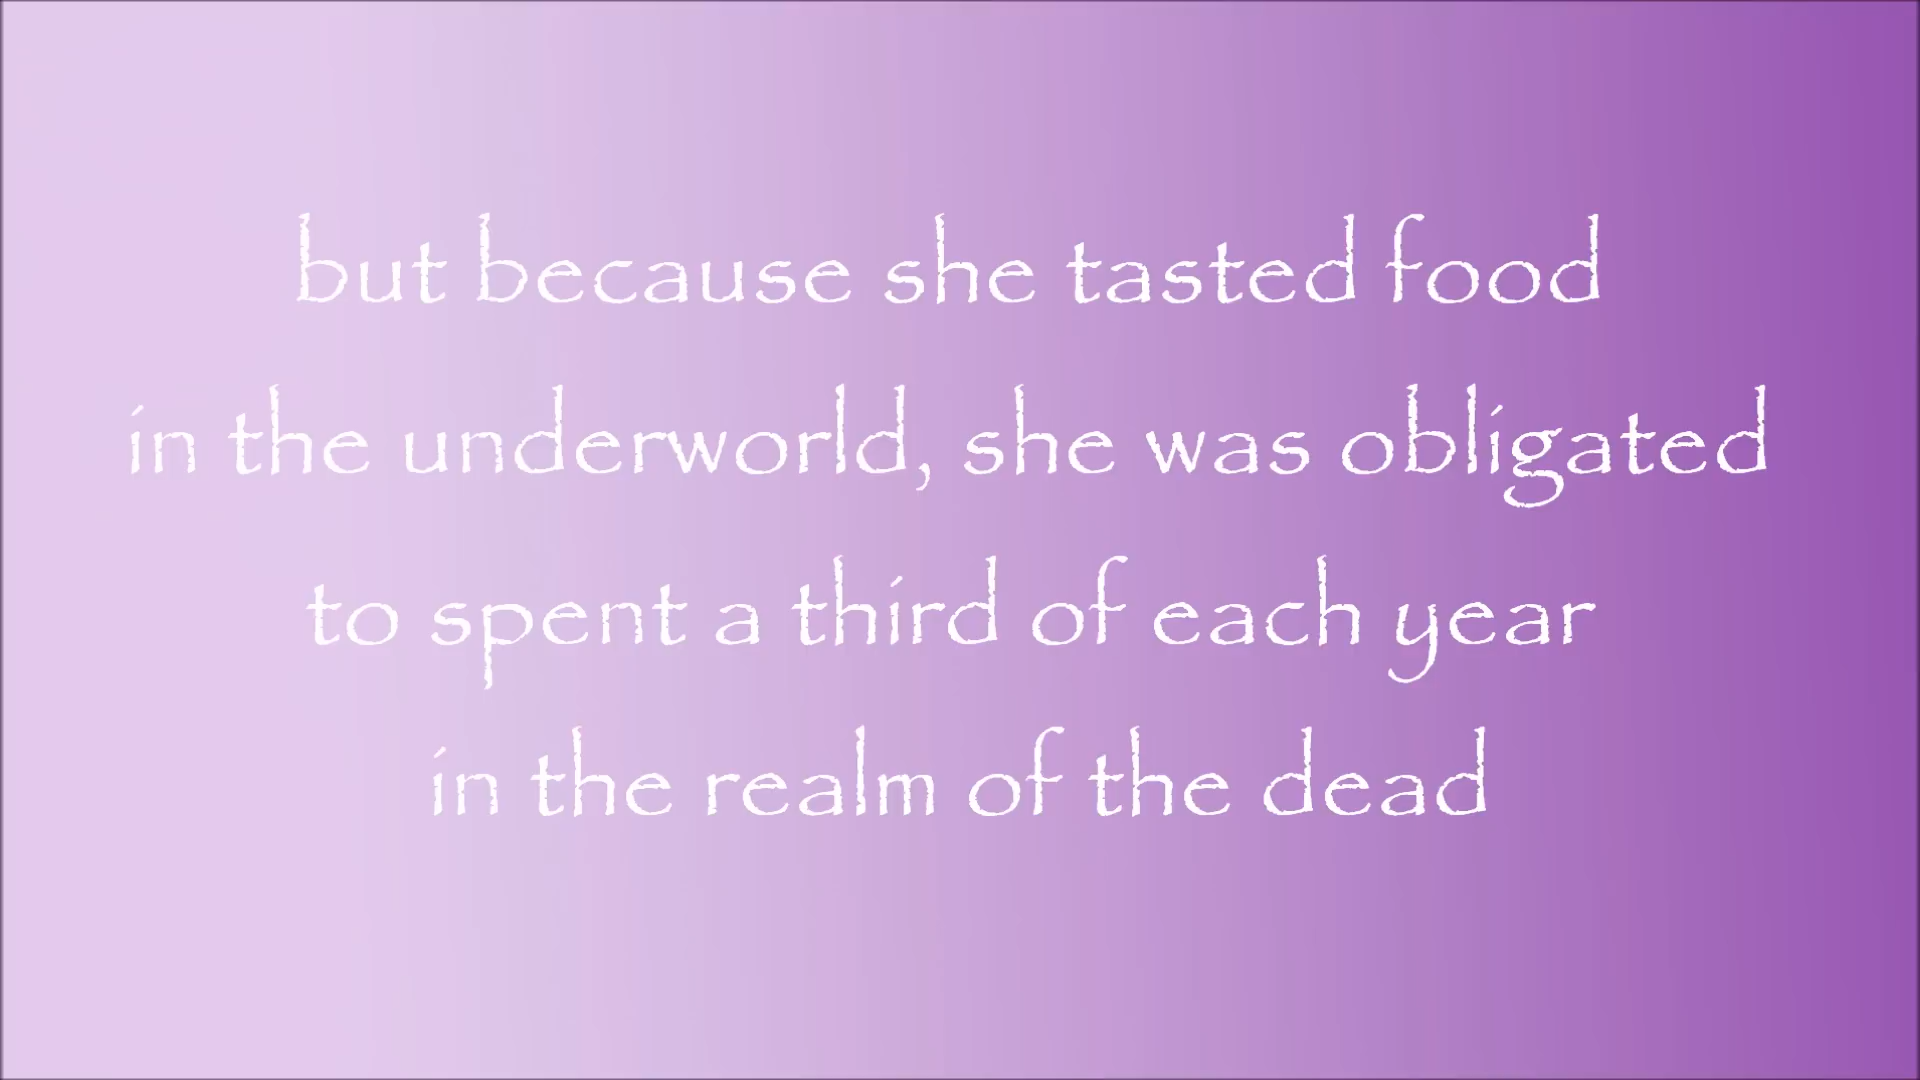 but because she tasted food
in the underworld, she was obligated
to spent a third of each year
in the realm of the dead